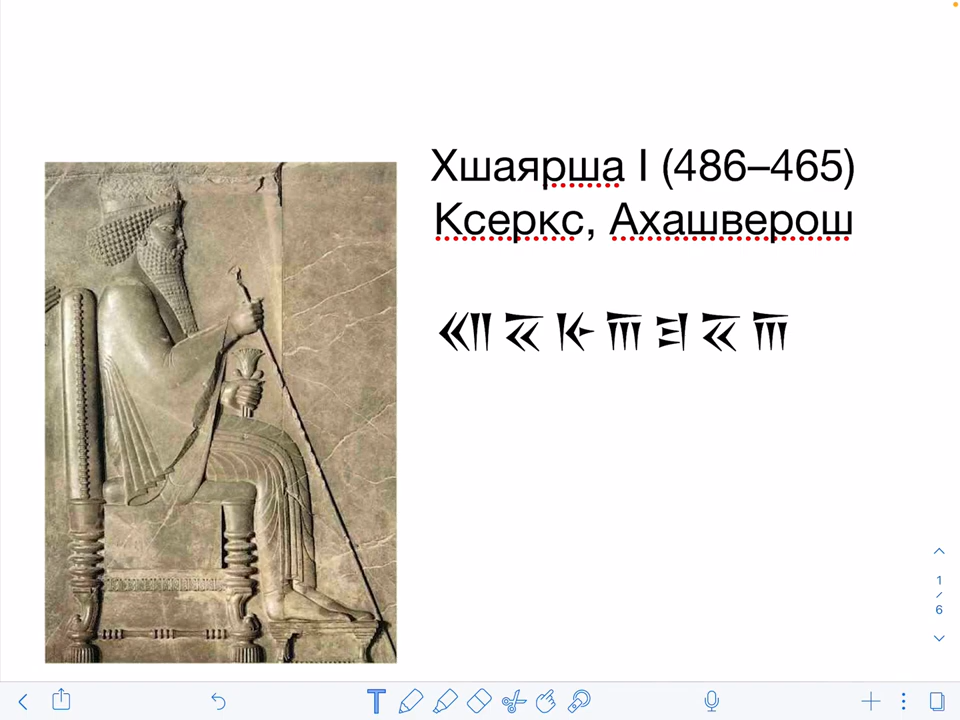 Хшаярша I (486–465)
Ксеркс, Ахашверош
𐎧𐏁𐎹𐎠𐎼𐏁𐎠
1
/
6